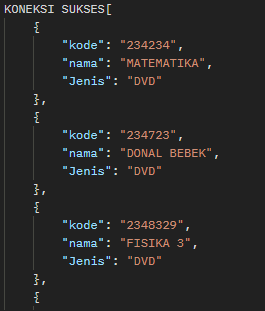 KONEKSI SUKSES[
{
"kode": "234234",
"nama": "MATEMATIKA",
"Jenis": "DVD"
},
{
"kode": "234723",
"nama": "DONAL BEBEK",
"Jenis": "DVD"
},
{
"kode": "2348329",
"nama": "FISIKA 3",
"Jenis": "DVD"
},
{